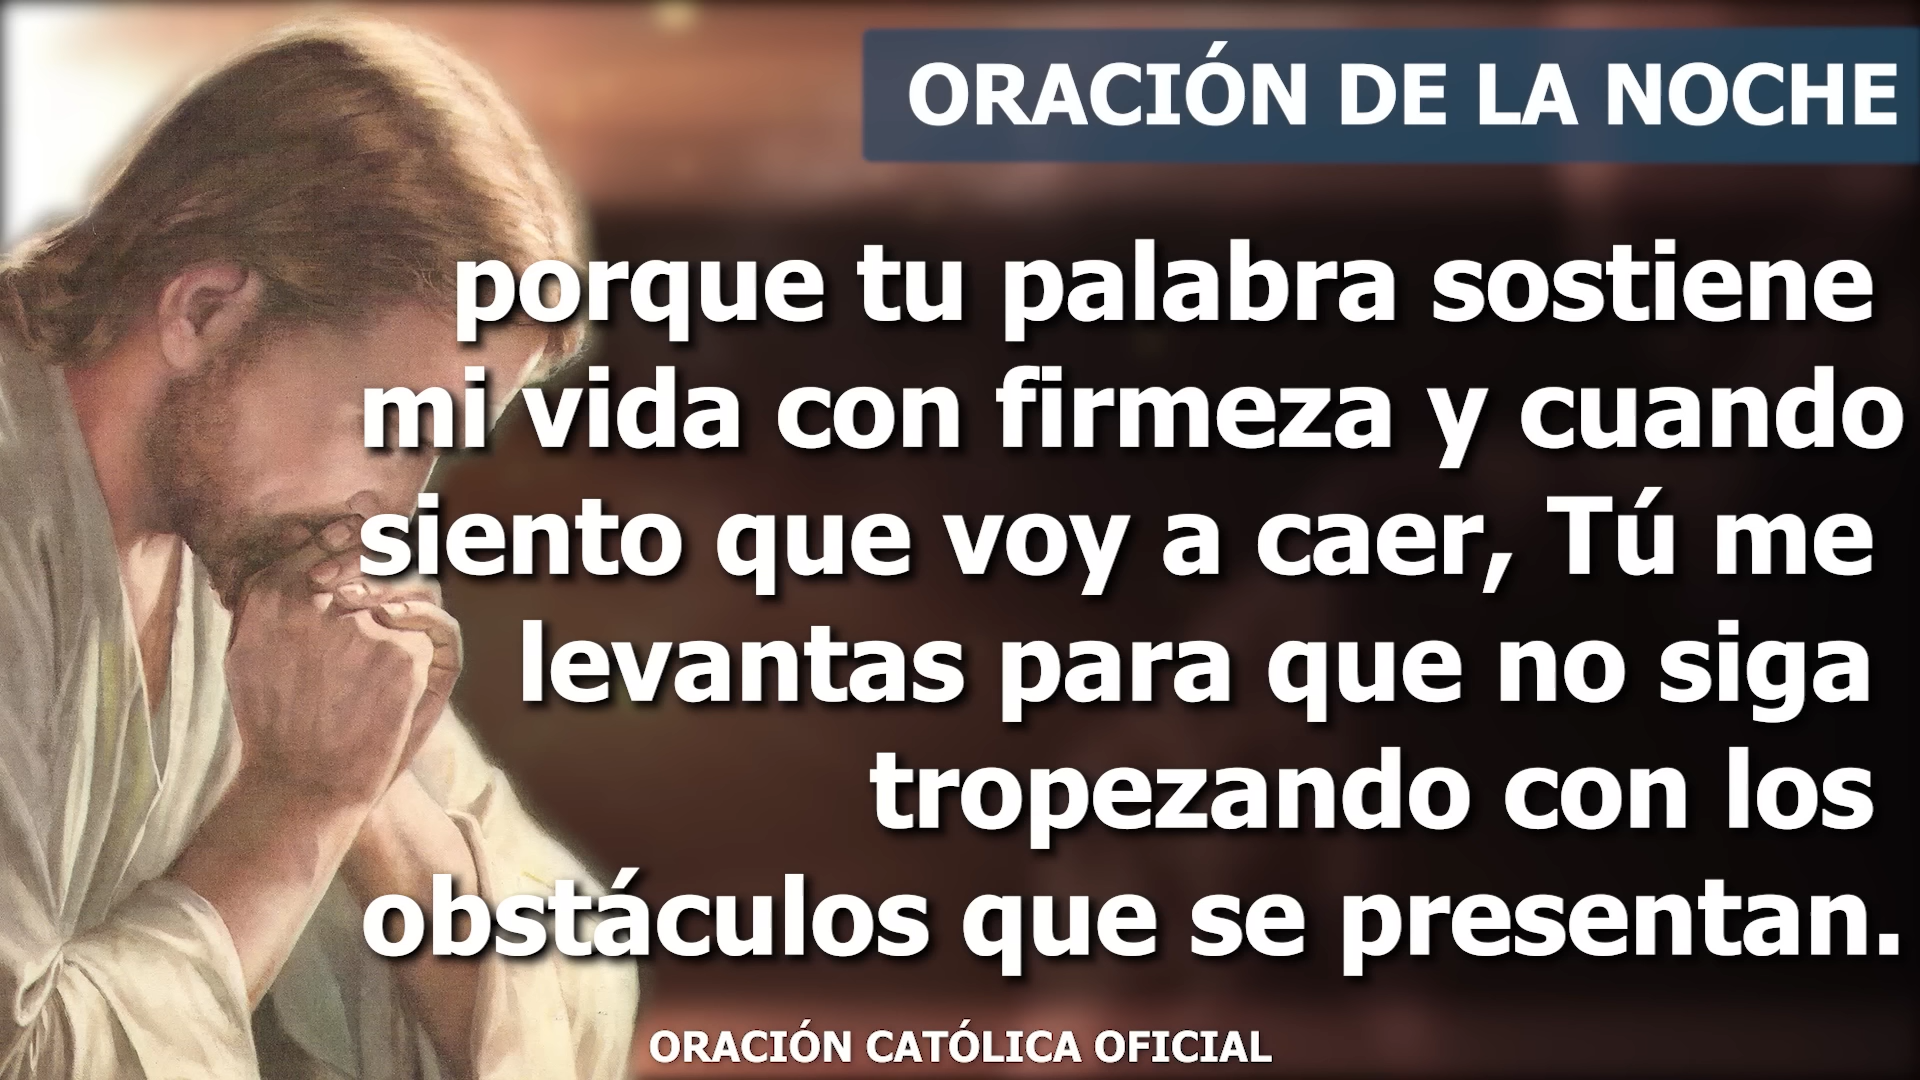 ORACIÓN DE LA NOCHE
porque tu palabra sostiene
mi vida con firmeza y cuando
siento que voy a caer, Tú me
levantas para que no siga
tropezando con los
obstáculos que se presentan.
ORACIÓN CATÓLICA OFICIAL